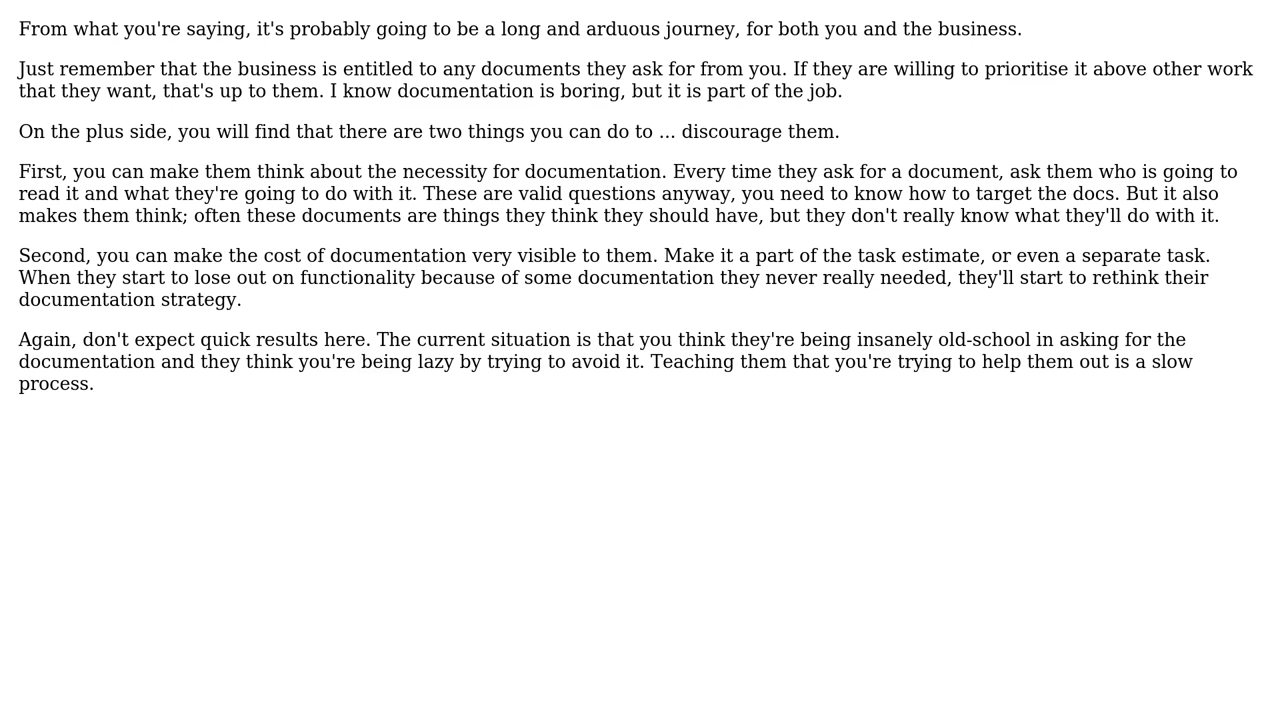 From what you're saying, it's probably going to be a long and arduous journey, for both you and the business.
Just remember that the business is entitled to any documents they ask for from you. If they are willing to prioritise it above other work
that they want, that's up to them. I know documentation is boring, but it is part of the job.
On the plus side, you will find that there are two things you can do to ... discourage them.
First, you can make them think about the necessity for documentation. Every time they ask for a document, ask them who is going to
read it and what they're going to do with it. These are valid questions anyway, you need to know how to target the docs. But it also
makes them think; often these documents are things they think they should have, but they don't really know what they'll do with it.
Second, you can make the cost of documentation very visible to them. Make it a part of the task estimate, or even a separate task.
When they start to lose out on functionality because of some documentation they never really needed, they'll start to rethink their
documentation strategy.
Again, don't expect quick results here. The current situation is that you think they're being insanely old-school in asking for the
documentation and they think you're being lazy by trying to avoid it. Teaching them that you're trying to help them out is a slow
process.